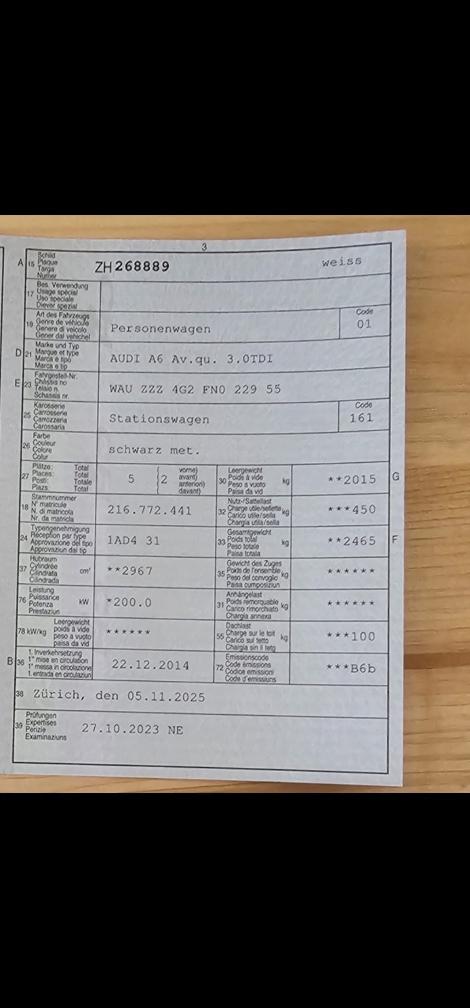 3
A 15 Schild
Plaque
Targa
Numer
ZH 268889 weiss
17 Bes. Verwendung
Usage spécial
Uso speciale
Diever spezial
19 Art des Fahrzeugs
Genre de véhicule
Genere di veicolo
Gener dal vehichel
Personenwagen
Code
01
D 21 Marke und Typ
Marque et type
Marca e tipo
Marca e tip
AUDI A6 Av.qu. 3.0TDI
E 23 Fahrgestell-Nr.
Châssis no
Telaio n.
Schassis nr.
WAU ZZZ 4G2 FN0 229 55
25 Karosserie
Carrosserie
Carrozzeria
Carossaria
Stationswagen
Code
161
26 Farbe
Couleur
Colore
Colur
schwarz met.
27 Plätze: Total
Places: Total
Posti: Totale
Plazs: Total
5 (2 vorne)
avant)
anteriori)
davant)
30 Leergewicht
Poids à vide kg
Peso a vuoto
Paisa da vid
**2015 G
18 Stammnummer
N° matricule
N. di matricola
Nr. da matricla
216.772.441
32 Nutz-/Sattellast
Charge utile/sellette kg
Carico utile/sella
Chargia utila/sella
***450
24 Typengenehmigung
Réception par type
Approvazione del tipo
Approvaziun dal tip
1AD4 31
33 Gesamtgewicht
Poids total kg
Peso totale
Paisa totala
**2465 F
37 Hubraum
Cylindrée cm³
Cilindrata
Cilindrada
**2967
35 Gewicht des Zuges
Poids de l'ensemble kg
Peso del convoglio
Paisa cumposiziun
******
76 Leistung
Puissance kW
Potenza
Prestaziun
*200.0
31 Anhängelast
Poids remorquable kg
Carico rimorchiato
Chargia annexa
******
78 kW/kg Leergewicht
poids à vide
peso a vuoto
paisa da vid
******
55 Dachlast
Charge sur le toit kg
Carico sul tetto
Chargia sin il tetg
***100
B 36 1. Inverkehrsetzung
1re mise en circulation
1a messa in circolazione
1. entrada en circulaziun
22.12.2014
72 Emissionscode
Code émissions
Codice emissioni
Code d'emissiuns
***B6b
38 Zürich, den 05.11.2025
39 Prüfungen
Expertises
Perizie
Examinaziuns
27.10.2023 NE